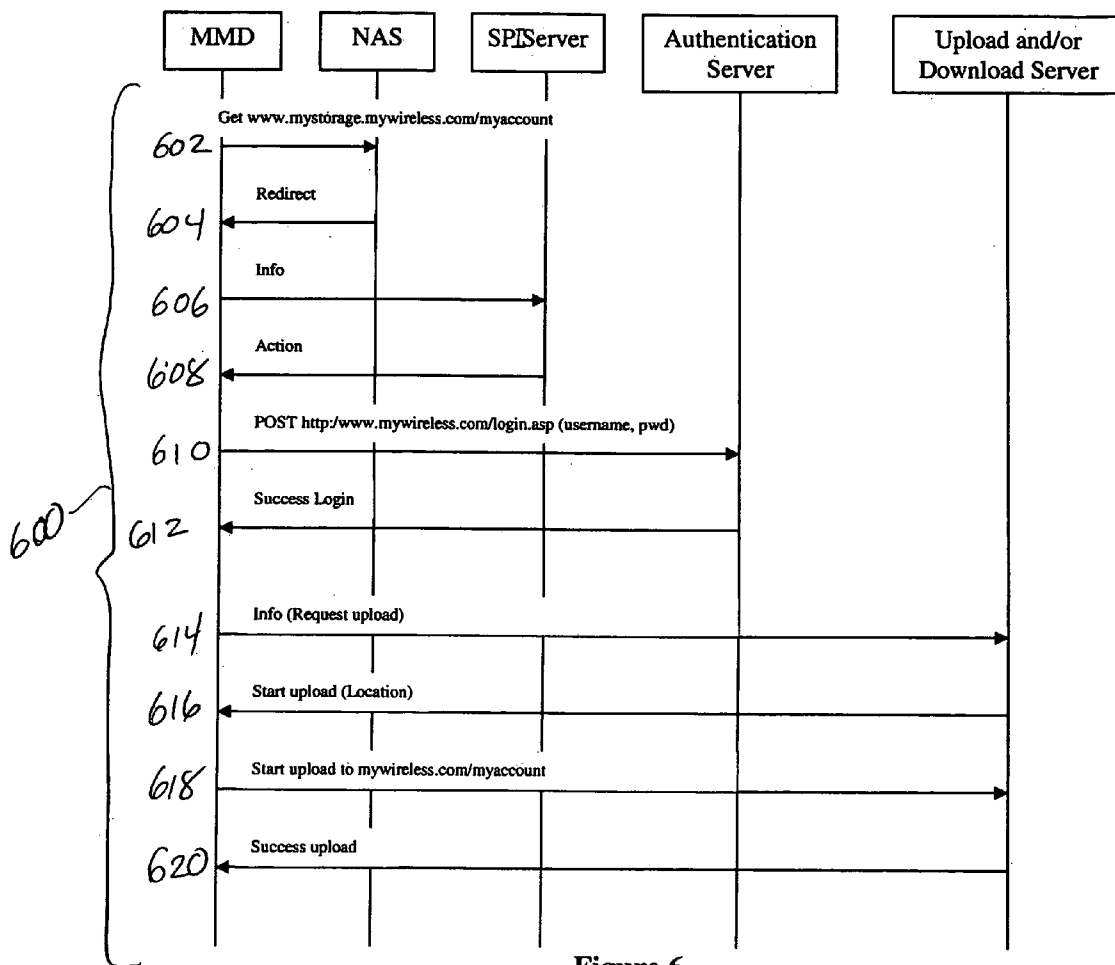 MMD
NAS
SPIServer
Authentication
Server
Upload and/or
Download Server
Get www.mystorage.mywireless.com/myaccount
602
Redirect
604
Info
606
Action
608
POST http:/www.mywireless.com/login.asp (username, pwd)
610
Success Login
600
612
Info (Request upload)
614
Start upload (Location)
616
Start upload to mywireless.com/myaccount
618
Success upload
620
Figure 6